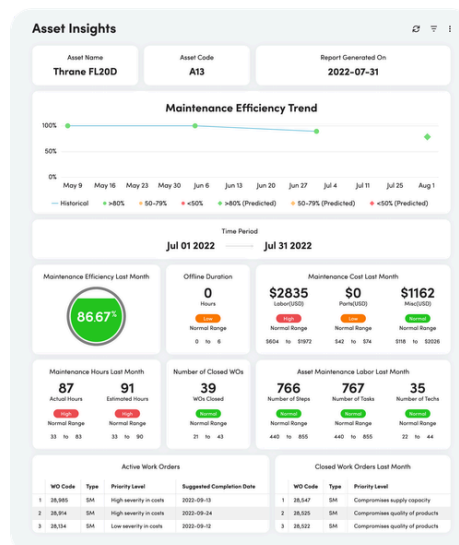 Asset Insights
Asset Name
Thrane FL20D
Asset Code
A13
Report Generated On
2022-07-31
Maintenance Efficiency Trend
100%
50%
0%
May 9 May 16 May 23 May 30 Jun 6 Jun 13 Jun 20 Jun 27 Jul 4 Jul 11 Jul 25 Aug 1
Historical >80% 50-79% <50% >80% (Predicted) 50-79% (Predicted) <50% (Predicted)
Time Period
Jul 01 2022 Jul 31 2022
Maintenance Efficiency Last Month
86.67%
Offline Duration
0
Hours
Low
Normal Range
0 to 6
Maintenance Cost Last Month
$2835 $0 $1162
Labor(USD) Parts(USD) Misc(USD)
High Low Normal
Normal Range Normal Range Normal Range
$604 to $1972 $42 to $74 $118 to $2026
Maintenance Hours Last Month
87 91
Actual Hours Estimated Hours
High High
Normal Range Normal Range
33 to 83 33 to 90
Number of Closed WOs
39
WOs Closed
Normal
Normal Range
21 to 43
Asset Maintenance Labor Last Month
766 767 35
Number of Steps Number of Tasks Number of Techs
Normal Normal Normal
Normal Range Normal Range Normal Range
440 to 855 440 to 855 22 to 44
Active Work Orders
WO Code Type Priority Level Suggested Completion Date
1 28,985 SM High severity in costs 2022-09-13
2 28,914 SM High severity in costs 2022-09-24
3 28,134 SM Low severity in costs 2022-09-12
Closed Work Orders Last Month
WO Code Type Priority Level
1 28,547 SM Compromises supply capacity
2 28,525 SM Compromises quality of products
3 28,522 SM Compromises quality of products